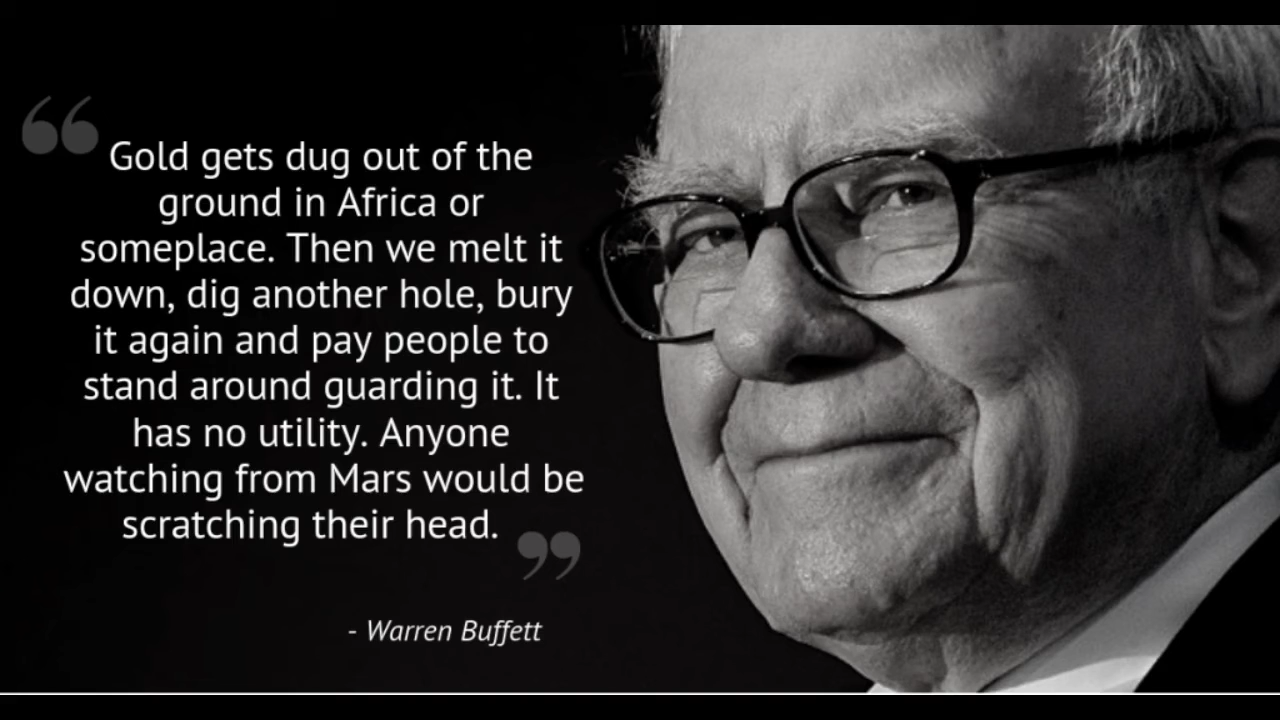 “
Gold gets dug out of the
ground in Africa or
someplace. Then we melt it
down, dig another hole, bury
it again and pay people to
stand around guarding it. It
has no utility. Anyone
watching from Mars would be
scratching their head.
”
- Warren Buffett